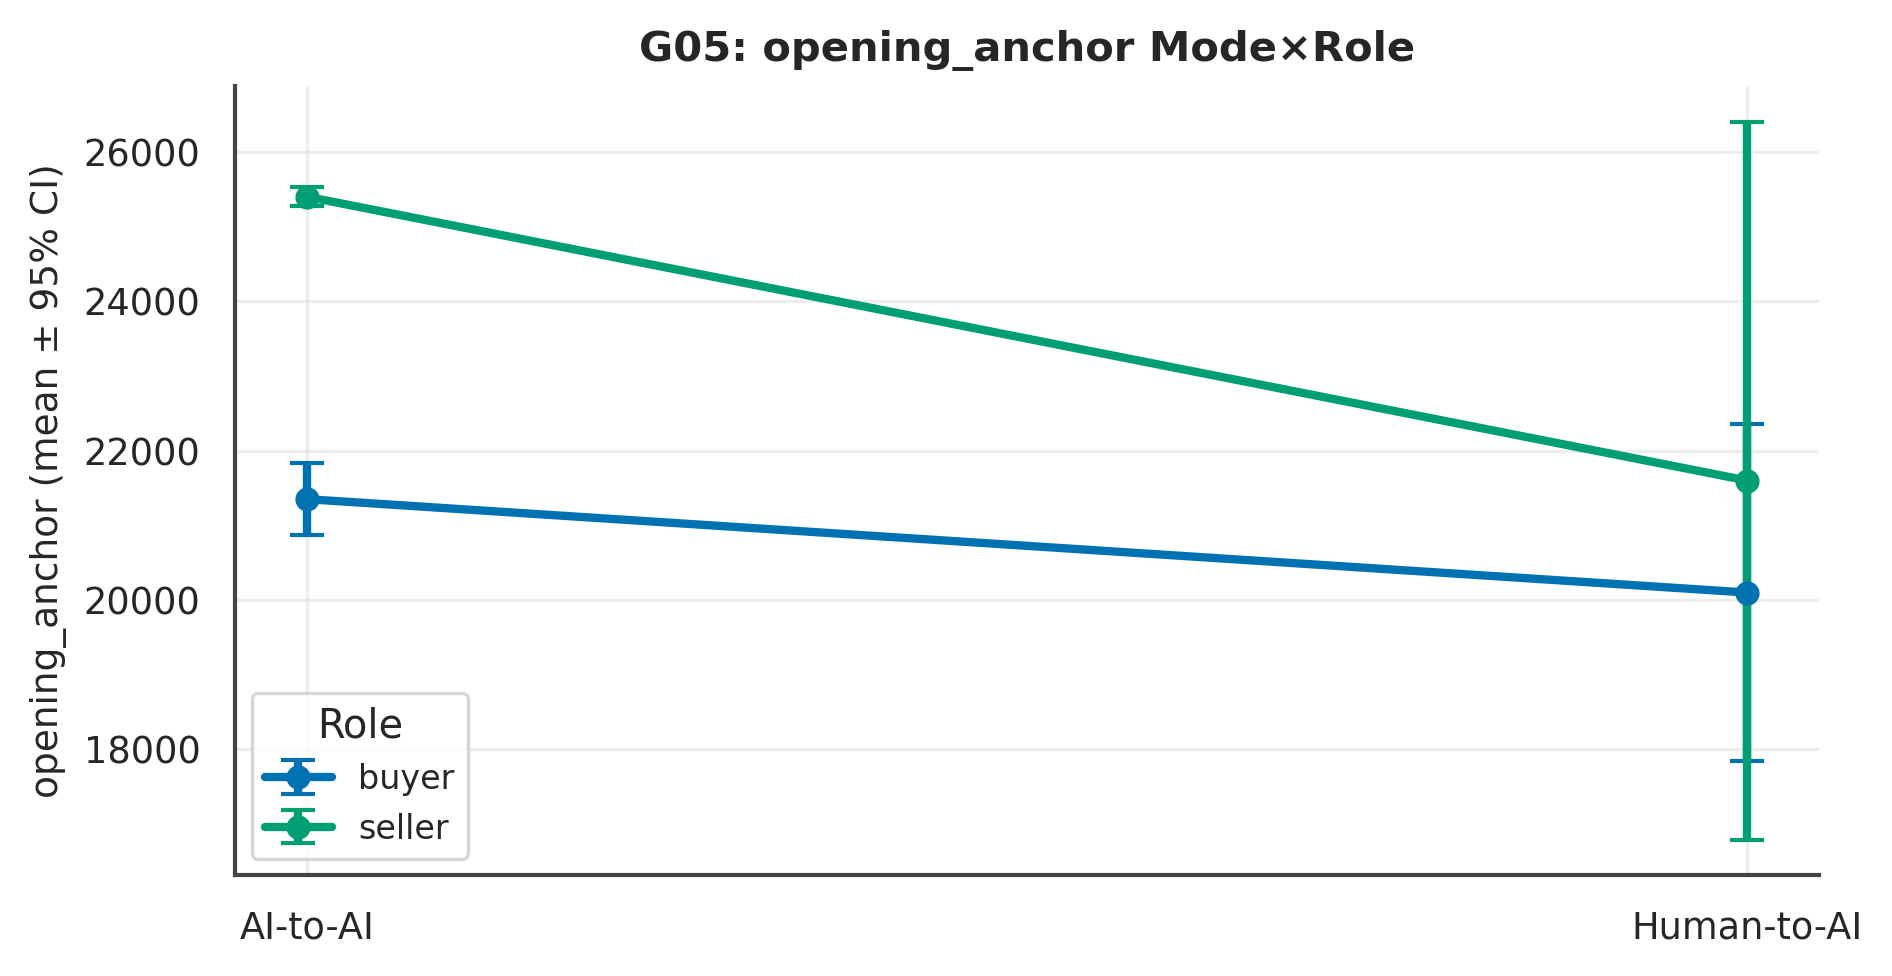 G05: opening_anchor Mode×Role
opening_anchor (mean ± 95% CI)
26000
24000
22000
20000
18000
Role
buyer
seller
AI-to-AI
Human-to-AI